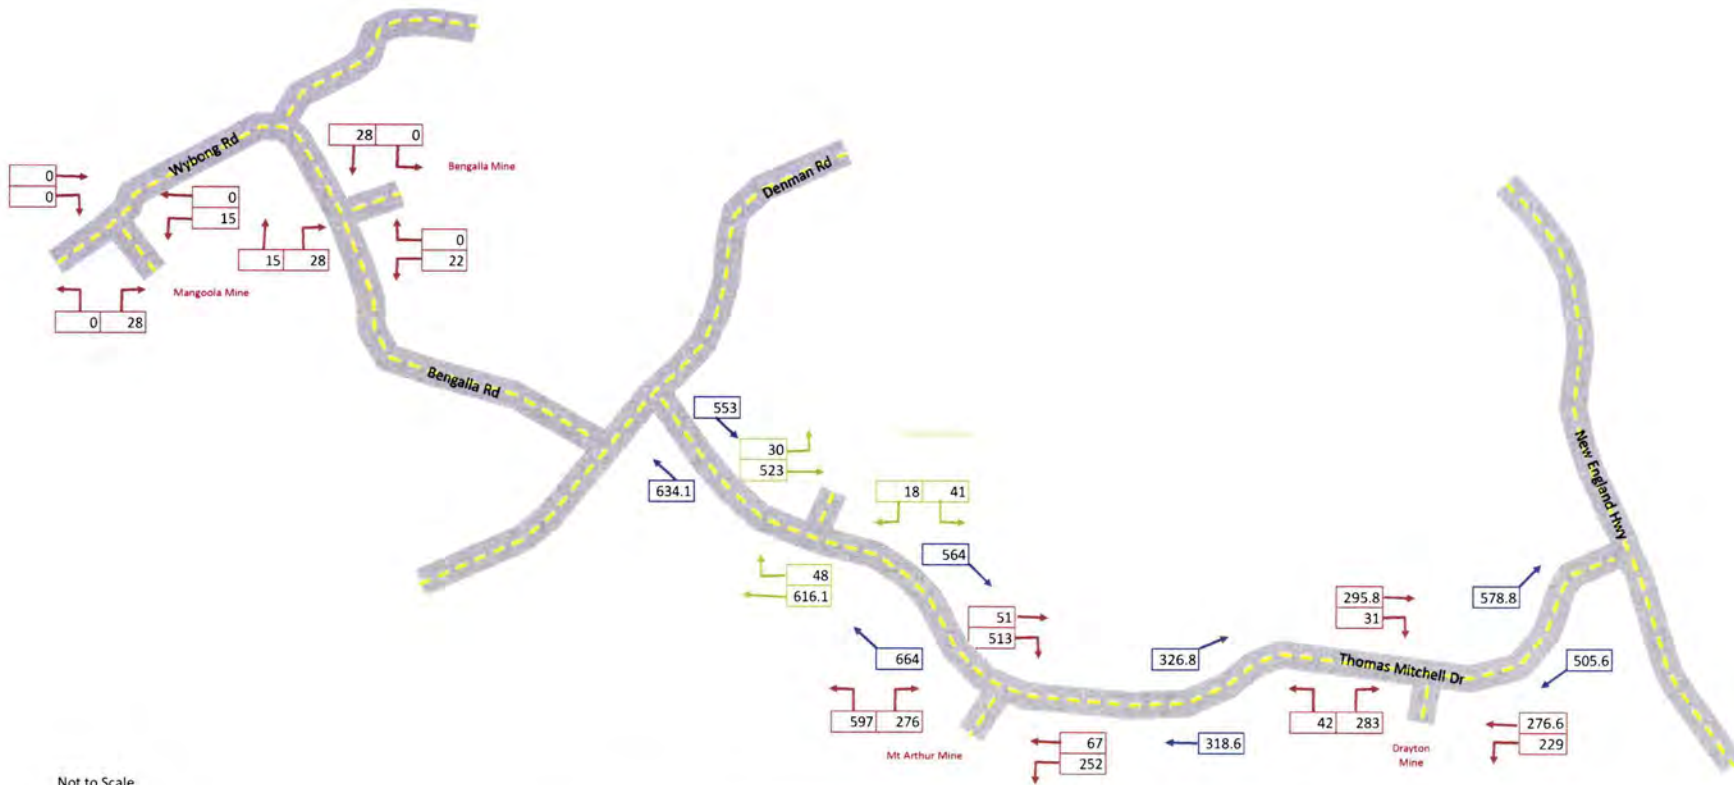 28 0
Bengalla Mine
Wybong Rd
Denman Rd
0
0
0
15
15 28
0
22
Mangoola Mine
0 28
Bengalla Rd
553
30
523
634.1
18 41
New England Hwy
564
48
616.1
578.8
295.8
31
51
513
664
326.8
Thomas Mitchell Dr
505.6
597 276
42 283
276.6
229
67
252
318.6
Mt Arthur Mine
Drayton
Mine
Not to Scale